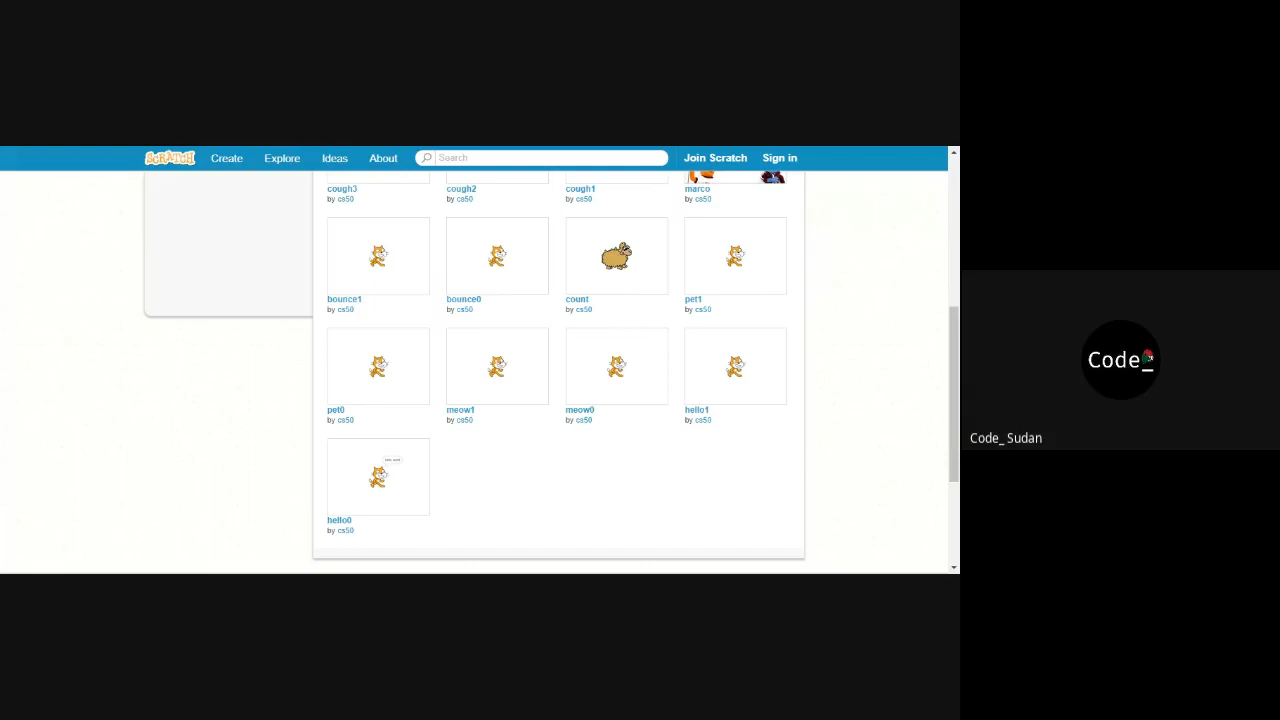 SCRATCH Create Explore Ideas About Search Join Scratch Sign in
cough3 cough2 cough1 marco
by cs50 by cs50 by cs50 by cs50
bounce1 bounce0 count pet1
by cs50 by cs50 by cs50 by cs50
pet0 meow1 meow0 hello1
by cs50 by cs50 by cs50 by cs50
hello0
by cs50
Code_
Code_ Sudan